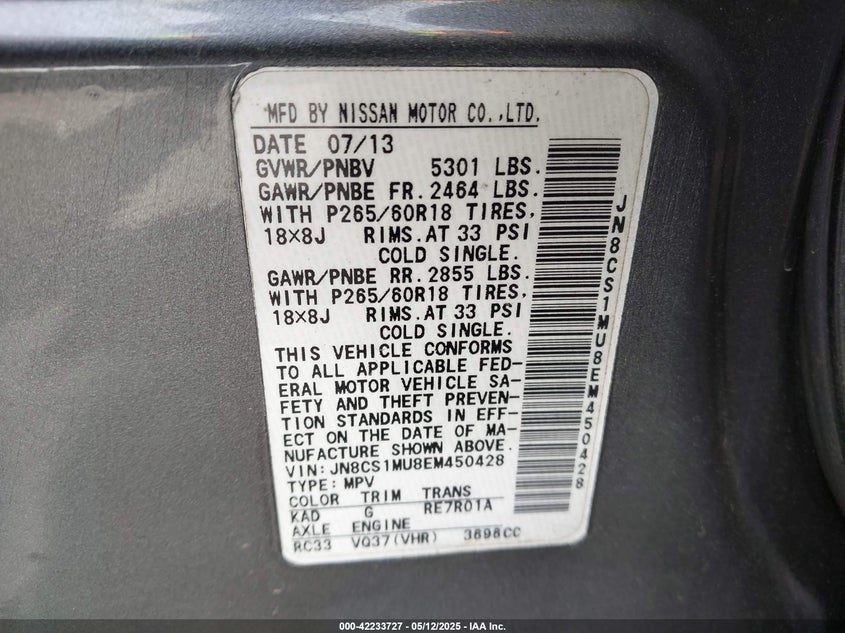 MFD BY NISSAN MOTOR CO.,LTD.
DATE 07/13
GVWR/PNBV 5301 LBS.
GAWR/PNBE FR. 2464 LBS.
WITH P265/60R18 TIRES,
18×8J RIMS. AT 33 PSI
COLD SINGLE.
GAWR/PNBE RR. 2855 LBS.
WITH P265/60R18 TIRES,
18×8J RIMS. AT 33 PSI
COLD SINGLE.
THIS VEHICLE CONFORMS
TO ALL APPLICABLE FED-
ERAL MOTOR VEHICLE SA-
FETY AND THEFT PREVEN-
TION STANDARDS IN EFF-
ECT ON THE DATE OF MA-
NUFACTURE SHOWN ABOVE.
VIN: JN8CS1MU8EM450428
TYPE: MPV
COLOR TRIM TRANS
KAD G RE7R01A
AXLE ENGINE
RC33 VQ37(VHR) 3696CC
JN8CS1MU8EM450428
000-42233727 - 05/12/2025 - IAA Inc.